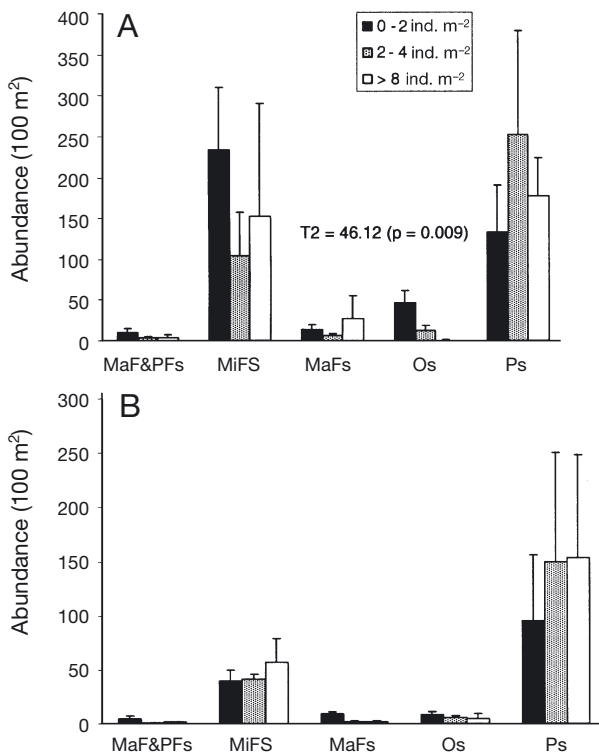 A
0 - 2 ind. m⁻²
2 - 4 ind. m⁻²
> 8 ind. m⁻²
Abundance (100 m²)
400
350
300
250
200
150
100
50
0
T2 = 46.12 (p = 0.009)
MaF&PFs MiFS MaFs Os Ps
B
Abundance (100 m²)
300
250
200
150
100
50
0
MaF&PFs MiFS MaFs Os Ps